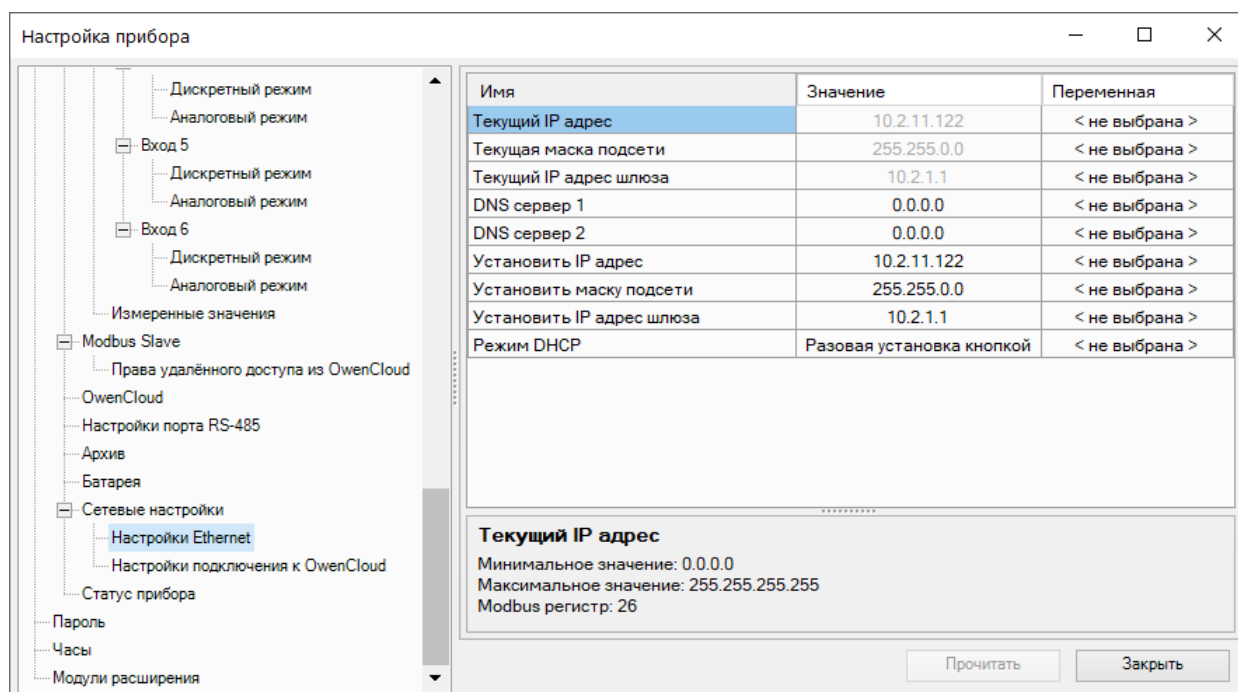 Настройка прибора
Дискретный режим
Аналоговый режим
Вход 5
Дискретный режим
Аналоговый режим
Вход 6
Дискретный режим
Аналоговый режим
Измеренные значения
Modbus Slave
Права удалённого доступа из OwenCloud
OwenCloud
Настройки порта RS-485
Архив
Батарея
Сетевые настройки
Настройки Ethernet
Настройки подключения к OwenCloud
Статус прибора
Пароль
Часы
Модули расширения
Имя Значение Переменная
Текущий IP адрес 10.2.11.122 < не выбрана >
Текущая маска подсети 255.255.0.0 < не выбрана >
Текущий IP адрес шлюза 10.2.1.1 < не выбрана >
DNS сервер 1 0.0.0.0 < не выбрана >
DNS сервер 2 0.0.0.0 < не выбрана >
Установить IP адрес 10.2.11.122 < не выбрана >
Установить маску подсети 255.255.0.0 < не выбрана >
Установить IP адрес шлюза 10.2.1.1 < не выбрана >
Режим DHCP Разовая установка кнопкой < не выбрана >
Текущий IP адрес
Минимальное значение: 0.0.0.0
Максимальное значение: 255.255.255.255
Modbus регистр: 26
Прочитать Закрыть